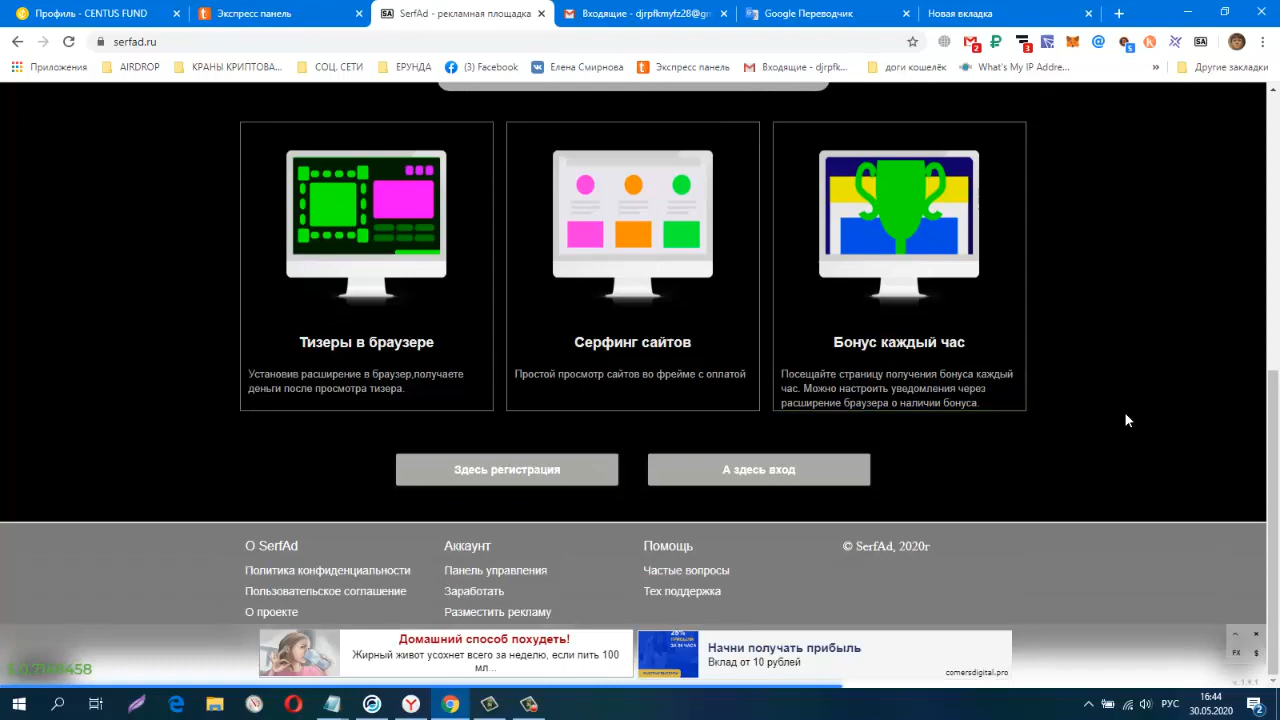 Профиль - CENTUS FUND
Экспресс панель
SerfAd - рекламная площадка
Входящие - djrpfkmyfz28@gm
Google Переводчик
Новая вкладка
serfad.ru
Приложения
AIRDROP
КРАНЫ КРИПТОВА...
СОЦ. СЕТИ
ЕРУНДА
(3) Facebook
Елена Смирнова
Экспресс панель
Входящие - djrpfk...
доги кошелёк
What's My IP Addre...
»
Другие закладки
Тизеры в браузере
Установив расширение в браузер,получаете
деньги после просмотра тизера.
Серфинг сайтов
Простой просмотр сайтов во фрейме с оплатой
Бонус каждый час
Посещайте страницу получения бонуса каждый
час. Можно настроить уведомления через
расширение браузера о наличии бонуса.
Здесь регистрация
А здесь вход
О SerfAd
Политика конфиденциальности
Пользовательское соглашение
О проекте
Аккаунт
Панель управления
Заработать
Разместить рекламу
Помощь
Частые вопросы
Тех поддержка
© SerfAd, 2020г
Домашний способ похудеть!
Жирный живот усохнет всего за неделю, если пить 100
мл...
Начни получать прибыль
Вклад от 10 рублей
comersdigital.pro
FX $
РУС
16:44
30.05.2020